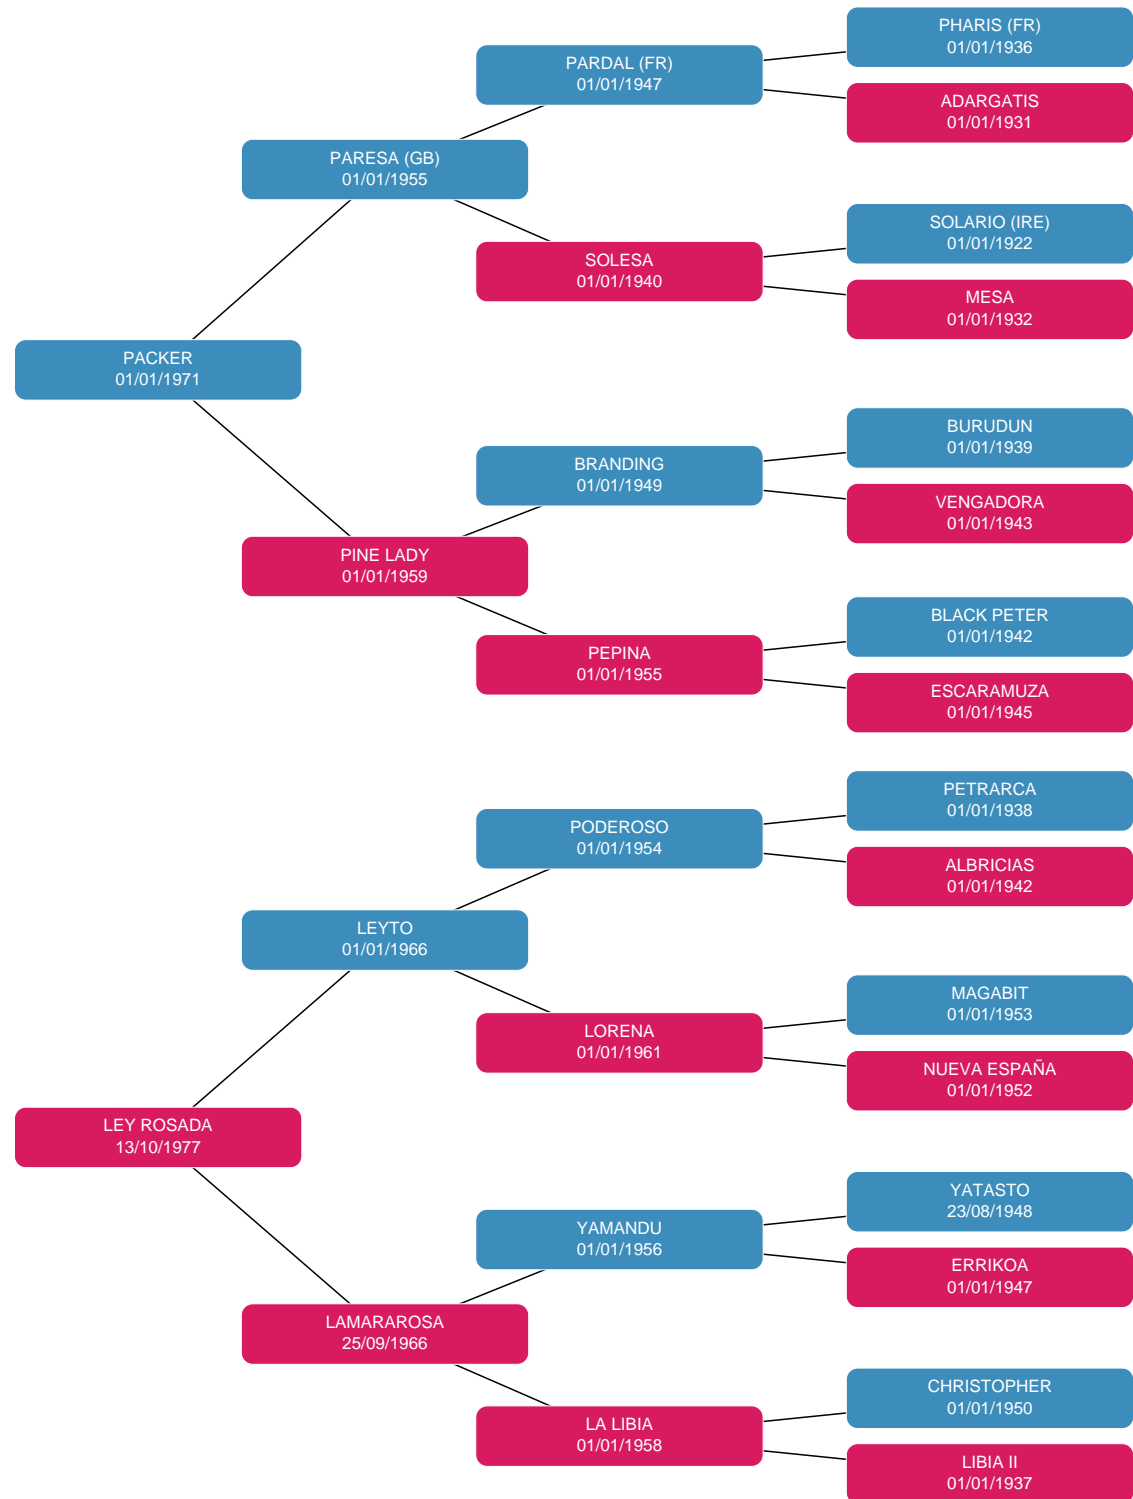 PHARIS (FR)
01/01/1936
PARDAL (FR)
01/01/1947
ADARGATIS
01/01/1931
PARESA (GB)
01/01/1955
SOLARIO (IRE)
01/01/1922
SOLESA
01/01/1940
MESA
01/01/1932
PACKER
01/01/1971
BURUDUN
01/01/1939
BRANDING
01/01/1949
VENGADORA
01/01/1943
PINE LADY
01/01/1959
BLACK PETER
01/01/1942
PEPINA
01/01/1955
ESCARAMUZA
01/01/1945
PETRARCA
01/01/1938
PODEROSO
01/01/1954
ALBRICIAS
01/01/1942
LEYTO
01/01/1966
MAGABIT
01/01/1953
LORENA
01/01/1961
NUEVA ESPAÑA
01/01/1952
LEY ROSADA
13/10/1977
YATASTO
23/08/1948
YAMANDU
01/01/1956
ERRIKOA
01/01/1947
LAMARAROSA
25/09/1966
CHRISTOPHER
01/01/1950
LA LIBIA
01/01/1958
LIBIA II
01/01/1937